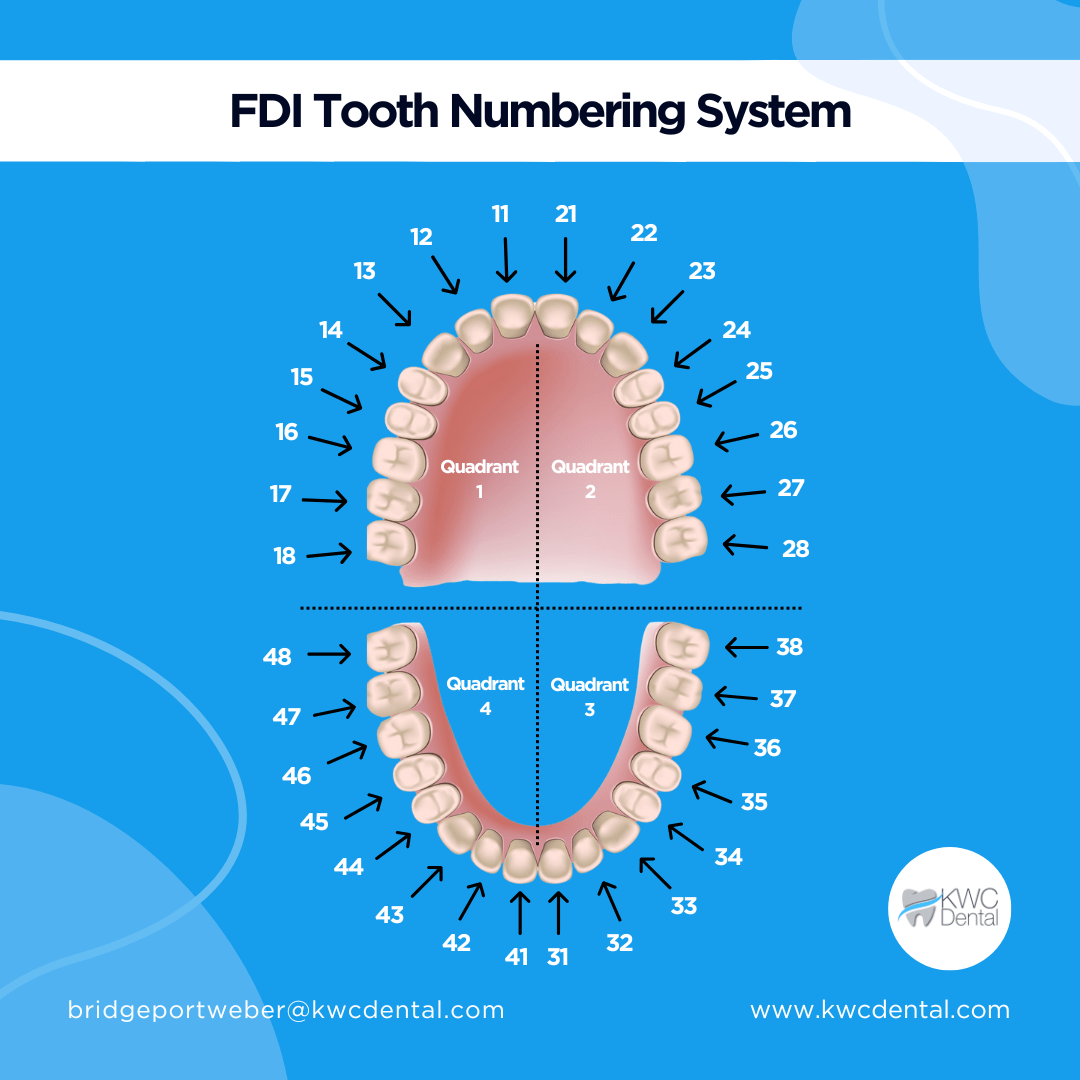 FDI Tooth Numbering System
11 21
12 22
13 23
14 24
15 25
16 26
Quadrant 1
Quadrant 2
17 27
18 28
48 38
Quadrant 4
Quadrant 3
47 37
46 36
45 35
44 34
43 33
42 32
41 31
KWC
Dental
bridgeportweber@kwcdental.com
www.kwcdental.com